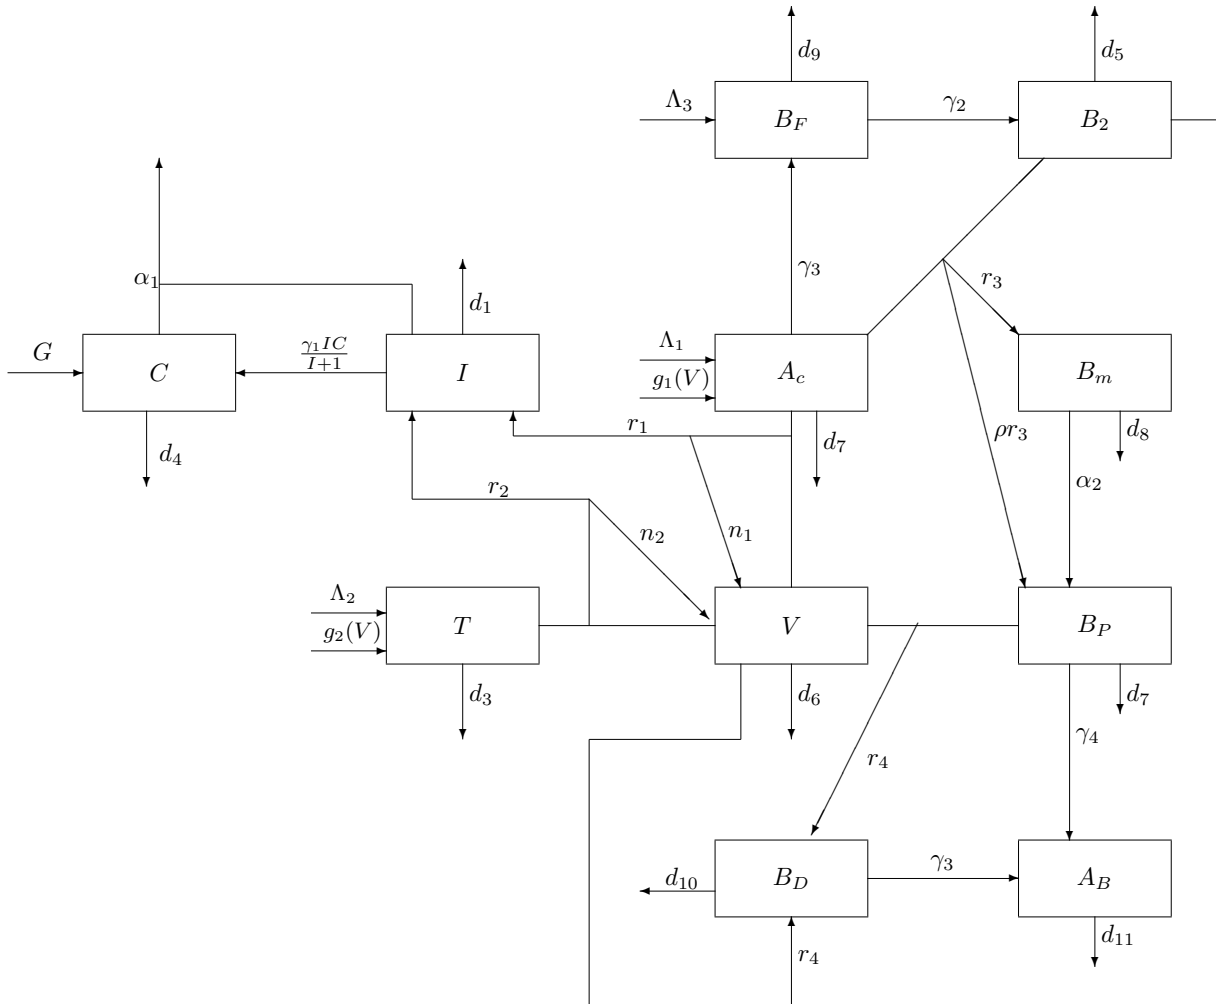 d₉
d₅
Λ₃
B_F
γ₂
B₂
α₁
d₁
γ₃
r₃
G
C
γ₁IC/(I+1)
I
Λ₁
g₁(V)
A_c
B_m
d₄
r₁
d₇
ρr₃
d₈
r₂
n₂
n₁
α₂
Λ₂
g₂(V)
T
V
B_P
d₃
d₆
d₇
r₄
γ₄
d₁₀
B_D
γ₃
A_B
r₄
d₁₁